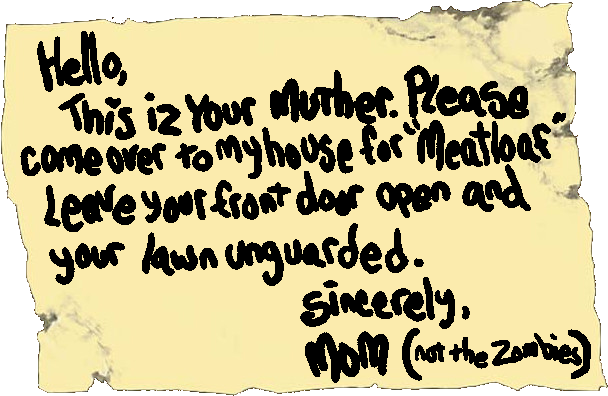 Hello,
This iz Your Muther. Please
come over to my house for "Meatloaf"
Leave your front door open and
your lawn unguarded.
Sincerely,
Mom (not the Zombies)